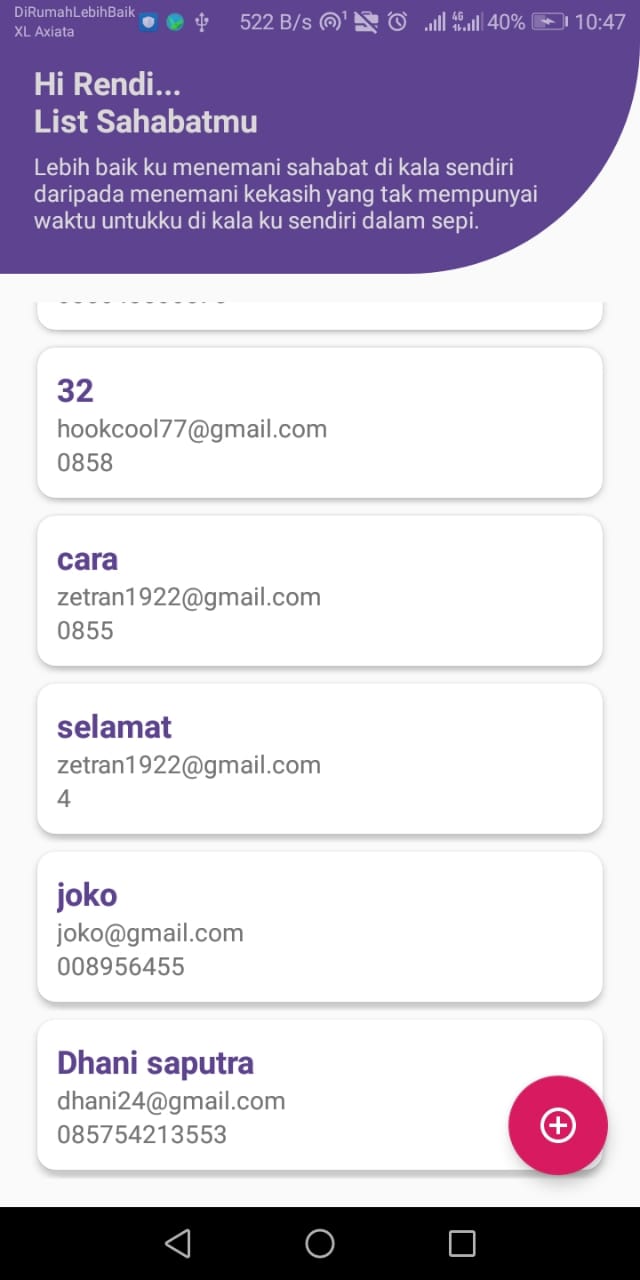 DiRumahLebihBaik
XL Axiata
522 B/s
1
4G
40%
10:47
Hi Rendi...
List Sahabatmu
Lebih baik ku menemani sahabat di kala sendiri
daripada menemani kekasih yang tak mempunyai
waktu untukku di kala ku sendiri dalam sepi.
32
hookcool77@gmail.com
0858
cara
zetran1922@gmail.com
0855
selamat
zetran1922@gmail.com
4
joko
joko@gmail.com
008956455
Dhani saputra
dhani24@gmail.com
085754213553